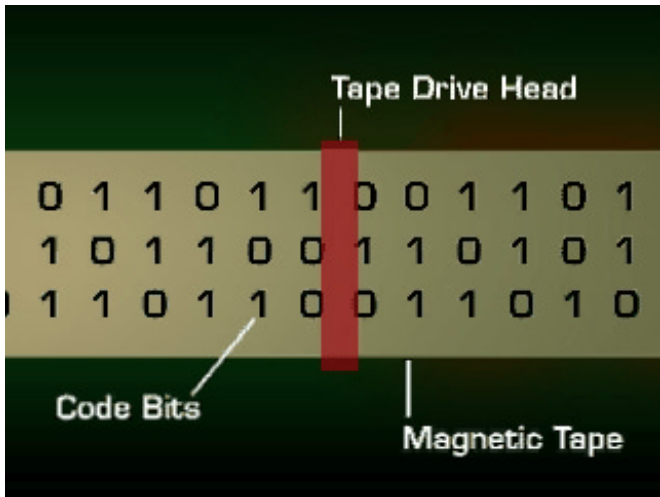 Tape Drive Head
0 1 1 0 1 1 0 0 1 1 0 1
1 0 1 1 0 0 1 1 0 1 0 1
1 1 0 1 1 0 0 1 1 0 1 0
Code Bits
Magnetic Tape